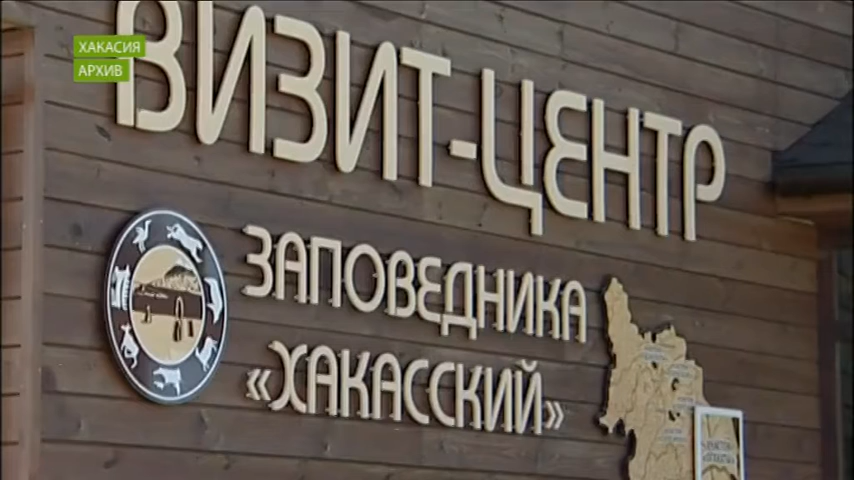 ХАКАСИЯ
АРХИВ
ВИЗИТ-ЦЕНТР
ЗАПОВЕДНИКА
«ХАКАССКИЙ»